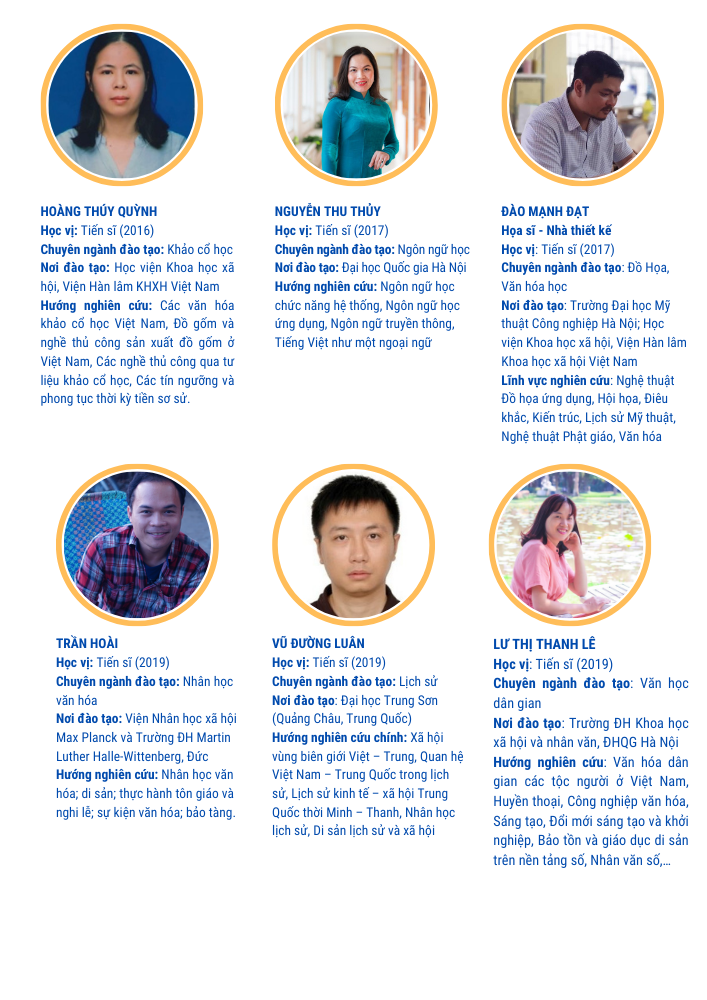 HOÀNG THÚY QUỲNH
Học vị: Tiến sĩ (2016)
Chuyên ngành đào tạo: Khảo cổ học
Nơi đào tạo: Học viện Khoa học xã
hội, Viện Hàn lâm KHXH Việt Nam
Hướng nghiên cứu: Các văn hóa
khảo cổ học Việt Nam, Đồ gốm và
nghề thủ công sản xuất đồ gốm ở
Việt Nam, Các nghề thủ công qua tư
liệu khảo cổ học, Các tín ngưỡng và
phong tục thời kỳ tiền sơ sử.
NGUYỄN THU THỦY
Học vị: Tiến sĩ (2017)
Chuyên ngành đào tạo: Ngôn ngữ học
Nơi đào tạo: Đại học Quốc gia Hà Nội
Hướng nghiên cứu: Ngôn ngữ học
chức năng hệ thống, Ngôn ngữ học
ứng dụng, Ngôn ngữ truyền thông,
Tiếng Việt như một ngoại ngữ
ĐÀO MẠNH ĐẠT
Họa sĩ - Nhà thiết kế
Học vị: Tiến sĩ (2017)
Chuyên ngành đào tạo: Đồ Họa,
Văn hóa học
Nơi đào tạo: Trường Đại học Mỹ
thuật Công nghiệp Hà Nội; Học
viện Khoa học xã hội, Viện Hàn lâm
Khoa học xã hội Việt Nam
Lĩnh vực nghiên cứu: Nghệ thuật
Đồ họa ứng dụng, Hội họa, Điêu
khắc, Kiến trúc, Lịch sử Mỹ thuật,
Nghệ thuật Phật giáo, Văn hóa
TRẦN HOÀI
Học vị: Tiến sĩ (2019)
Chuyên ngành đào tạo: Nhân học
văn hóa
Nơi đào tạo: Viện Nhân học xã hội
Max Planck và Trường ĐH Martin
Luther Halle-Wittenberg, Đức
Hướng nghiên cứu: Nhân học văn
hóa; di sản; thực hành tôn giáo và
nghi lễ; sự kiện văn hóa; bảo tàng.
VŨ ĐƯỜNG LUÂN
Học vị: Tiến sĩ (2019)
Chuyên ngành đào tạo: Lịch sử
Nơi đào tạo: Đại học Trung Sơn
(Quảng Châu, Trung Quốc)
Hướng nghiên cứu chính: Xã hội
vùng biên giới Việt – Trung, Quan hệ
Việt Nam – Trung Quốc trong lịch
sử, Lịch sử kinh tế – xã hội Trung
Quốc thời Minh – Thanh, Nhân học
lịch sử, Di sản lịch sử và xã hội
LƯ THỊ THANH LÊ
Học vị: Tiến sĩ (2019)
Chuyên ngành đào tạo: Văn học
dân gian
Nơi đào tạo: Trường ĐH Khoa học
xã hội và nhân văn, ĐHQG Hà Nội
Hướng nghiên cứu: Văn hóa dân
gian các tộc người ở Việt Nam,
Huyền thoại, Công nghiệp văn hóa,
Sáng tạo, Đổi mới sáng tạo và khởi
nghiệp, Bảo tồn và giáo dục di sản
trên nền tảng số, Nhân văn số,...